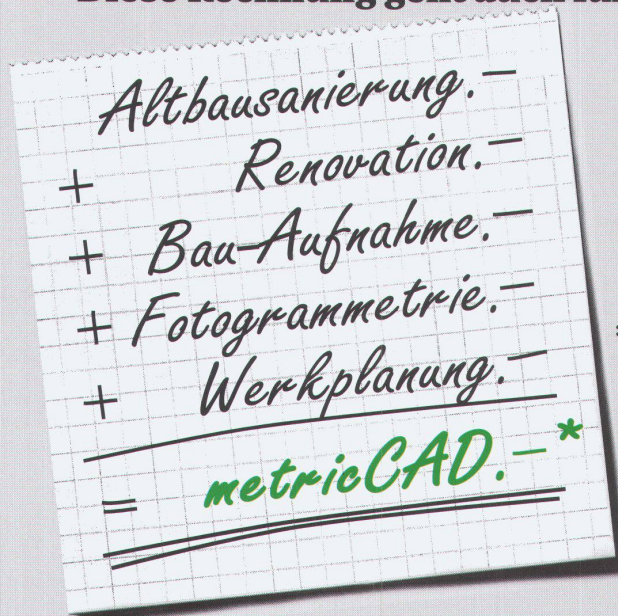 Altbausanierung.—
+ Renovation.—
+ Bau-Aufnahme.—
+ Fotogrammetrie.—
+ Werkplanung.—
= metricCAD.—*